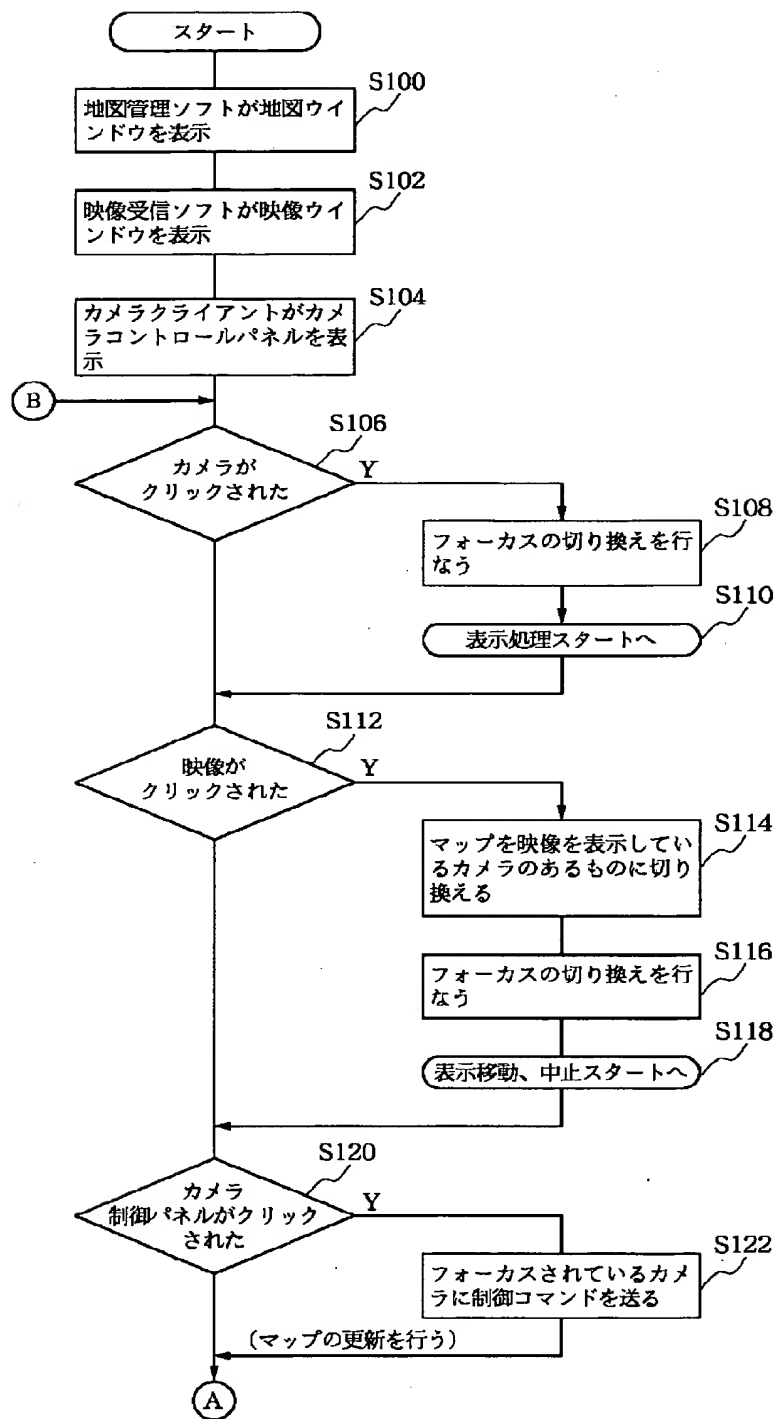 スタート
S100
地図管理ソフトが地図ウイ
ンドウを表示
S102
映像受信ソフトが映像ウイ
ンドウを表示
S104
カメラクライアントがカメ
ラコントロールパネルを表
示
B
S106
カメラが
クリックされた
Y
S108
フォーカスの切り換えを行
なう
S110
表示処理スタートへ
S112
映像が
クリックされた
Y
S114
マップを映像を表示してい
るカメラのあるものに切り
換える
S116
フォーカスの切り換えを行
なう
S118
表示移動、中止スタートへ
S120
カメラ
制御パネルがクリック
された
Y
S122
フォーカスされているカメ
ラに制御コマンドを送る
(マップの更新を行う)
A